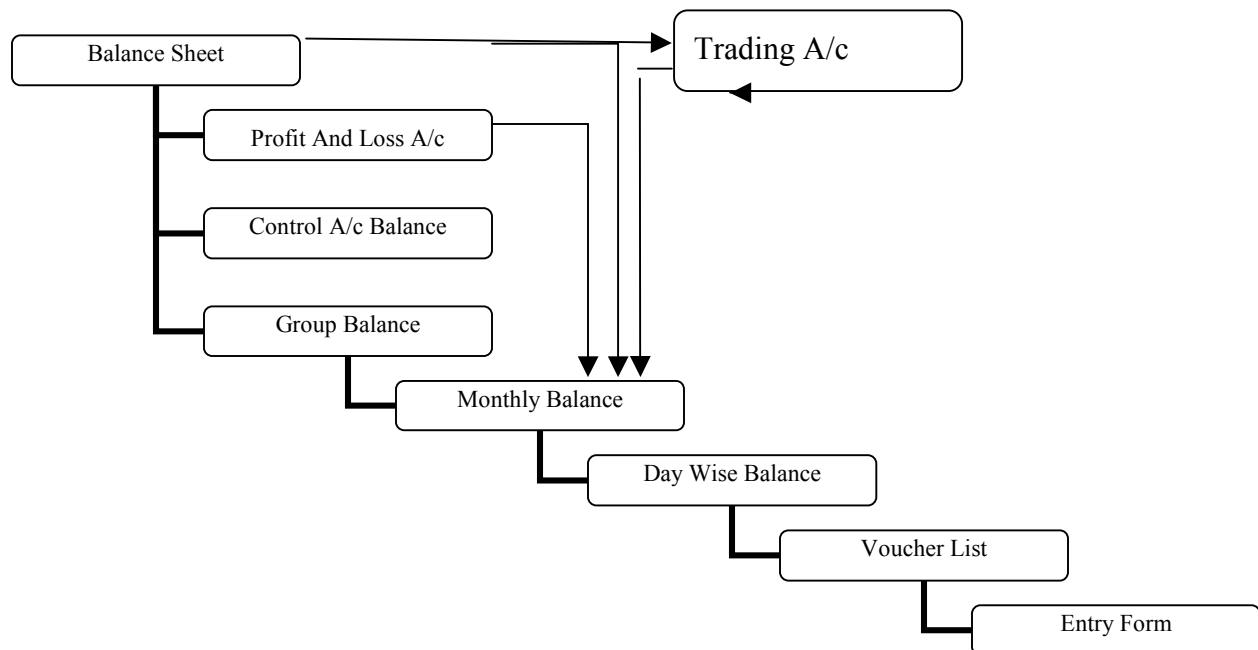 Balance Sheet
Trading A/c
Profit And Loss A/c
Control A/c Balance
Group Balance
Monthly Balance
Day Wise Balance
Voucher List
Entry Form